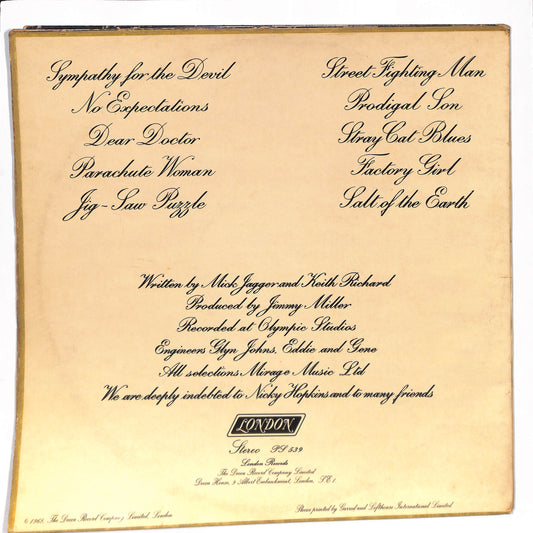 Sympathy for the Devil
No Expectations
Dear Doctor
Parachute Woman
Jig-Saw Puzzle
Street Fighting Man
Prodigal Son
Stray Cat Blues
Factory Girl
Salt of the Earth
Written by Mick Jagger and Keith Richard
Produced by Jimmy Miller
Recorded at Olympic Studios
Engineers Glyn Johns, Eddie and Gene
All selections Mirage Music Ltd
We are deeply indebted to Nicky Hopkins and to many friends
LONDON
Stereo PS 539
London Records
The Decca Record Company Limited
Decca House, 9 Albert Embankment, London, SE1
© 1968, The Decca Record Company Limited, London
Sleeve printed by Garrod and Lofthouse International Limited